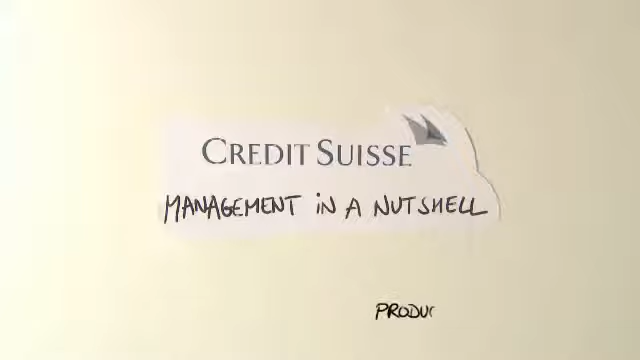 CREDIT SUISSE
MANAGEMENT iN A NUTSHELL
PRODUC